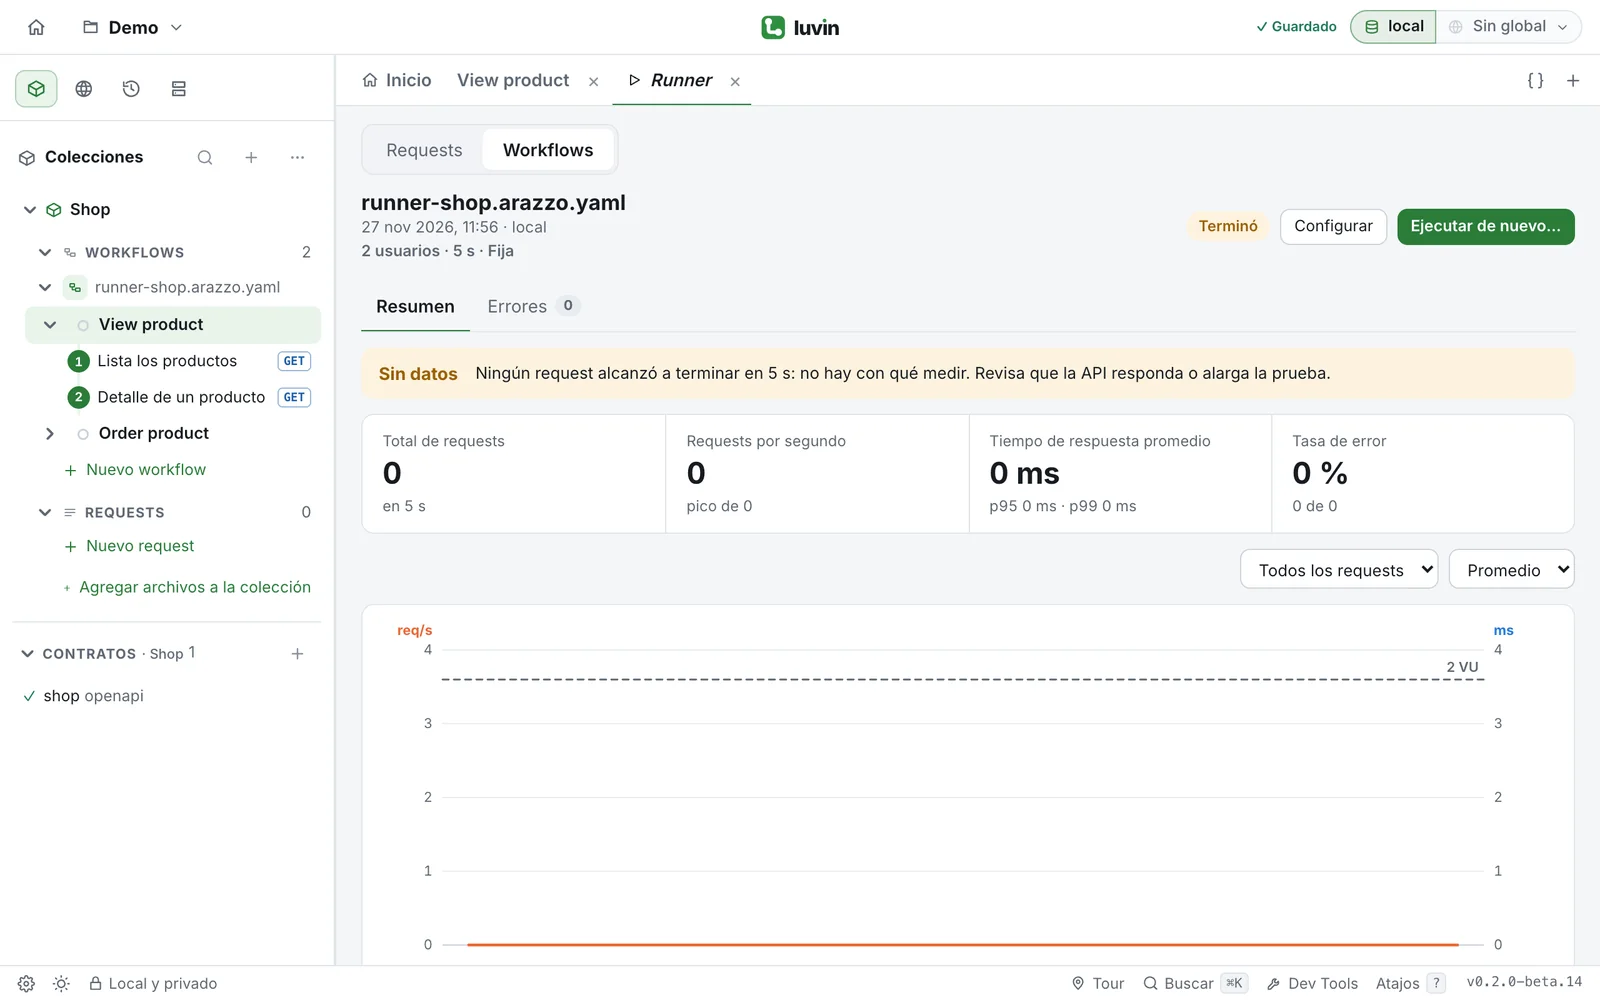 Demo
luvin
Guardado
local
Sin global
Inicio
View product
Runner
{ }
Colecciones
Shop
WORKFLOWS 2
runner-shop.arazzo.yaml
View product
1 Lista los productos GET
2 Detalle de un producto GET
Order product
+ Nuevo workflow
REQUESTS 0
+ Nuevo request
+ Agregar archivos a la colección
CONTRATOS · Shop 1
shop openapi
Requests
Workflows
runner-shop.arazzo.yaml
27 nov 2026, 11:56 · local
2 usuarios · 5 s · Fija
Terminó
Configurar
Ejecutar de nuevo...
Resumen
Errores 0
Sin datos Ningún request alcanzó a terminar en 5 s: no hay con qué medir. Revisa que la API responda o alarga la prueba.
Total de requests
0
en 5 s
Requests por segundo
0
pico de 0
Tiempo de respuesta promedio
0 ms
p95 0 ms · p99 0 ms
Tasa de error
0 %
0 de 0
Todos los requests
Promedio
req/s ms
4 4
2 VU
3 3
2 2
1 1
0 0
Local y privado
Tour
Buscar ⌘K
Dev Tools
Atajos ?
v0.2.0-beta.14